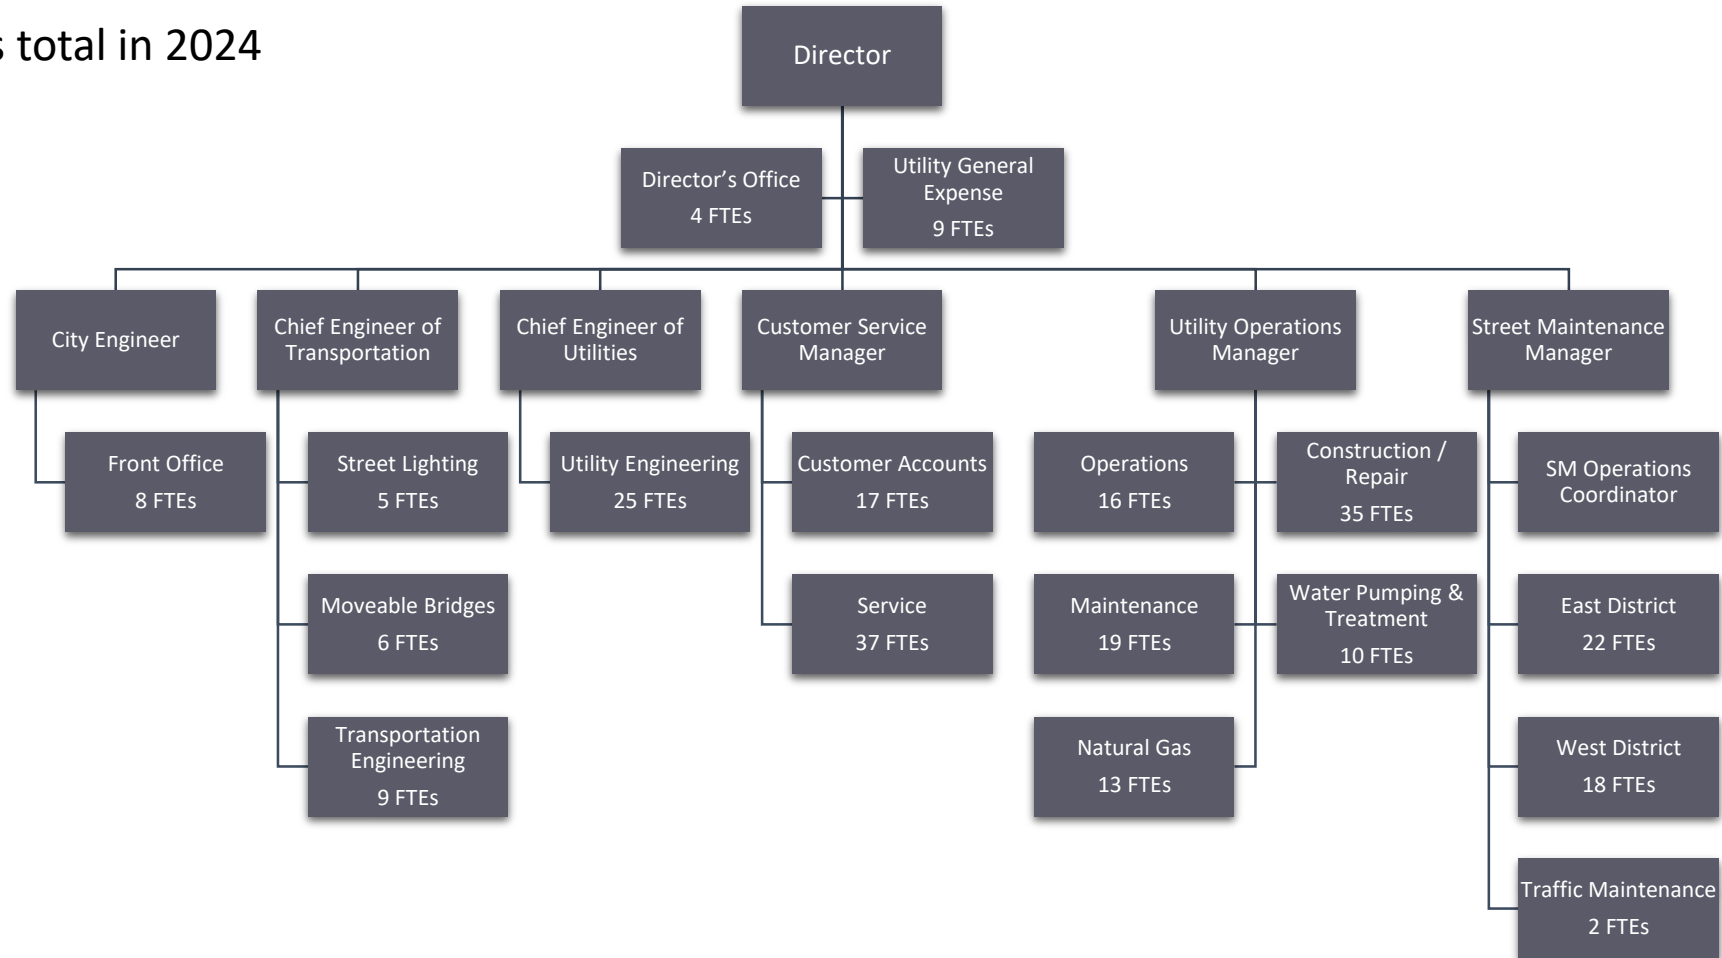 s total in 2024
Director
Director’s Office
4 FTEs
Utility General
Expense
9 FTEs
City Engineer
Chief Engineer of
Transportation
Chief Engineer of
Utilities
Customer Service
Manager
Utility Operations
Manager
Street Maintenance
Manager
Front Office
8 FTEs
Street Lighting
5 FTEs
Utility Engineering
25 FTEs
Customer Accounts
17 FTEs
Operations
16 FTEs
Construction /
Repair
35 FTEs
SM Operations
Coordinator
Moveable Bridges
6 FTEs
Service
37 FTEs
Maintenance
19 FTEs
Water Pumping &
Treatment
10 FTEs
East District
22 FTEs
Transportation
Engineering
9 FTEs
Natural Gas
13 FTEs
West District
18 FTEs
Traffic Maintenance
2 FTEs